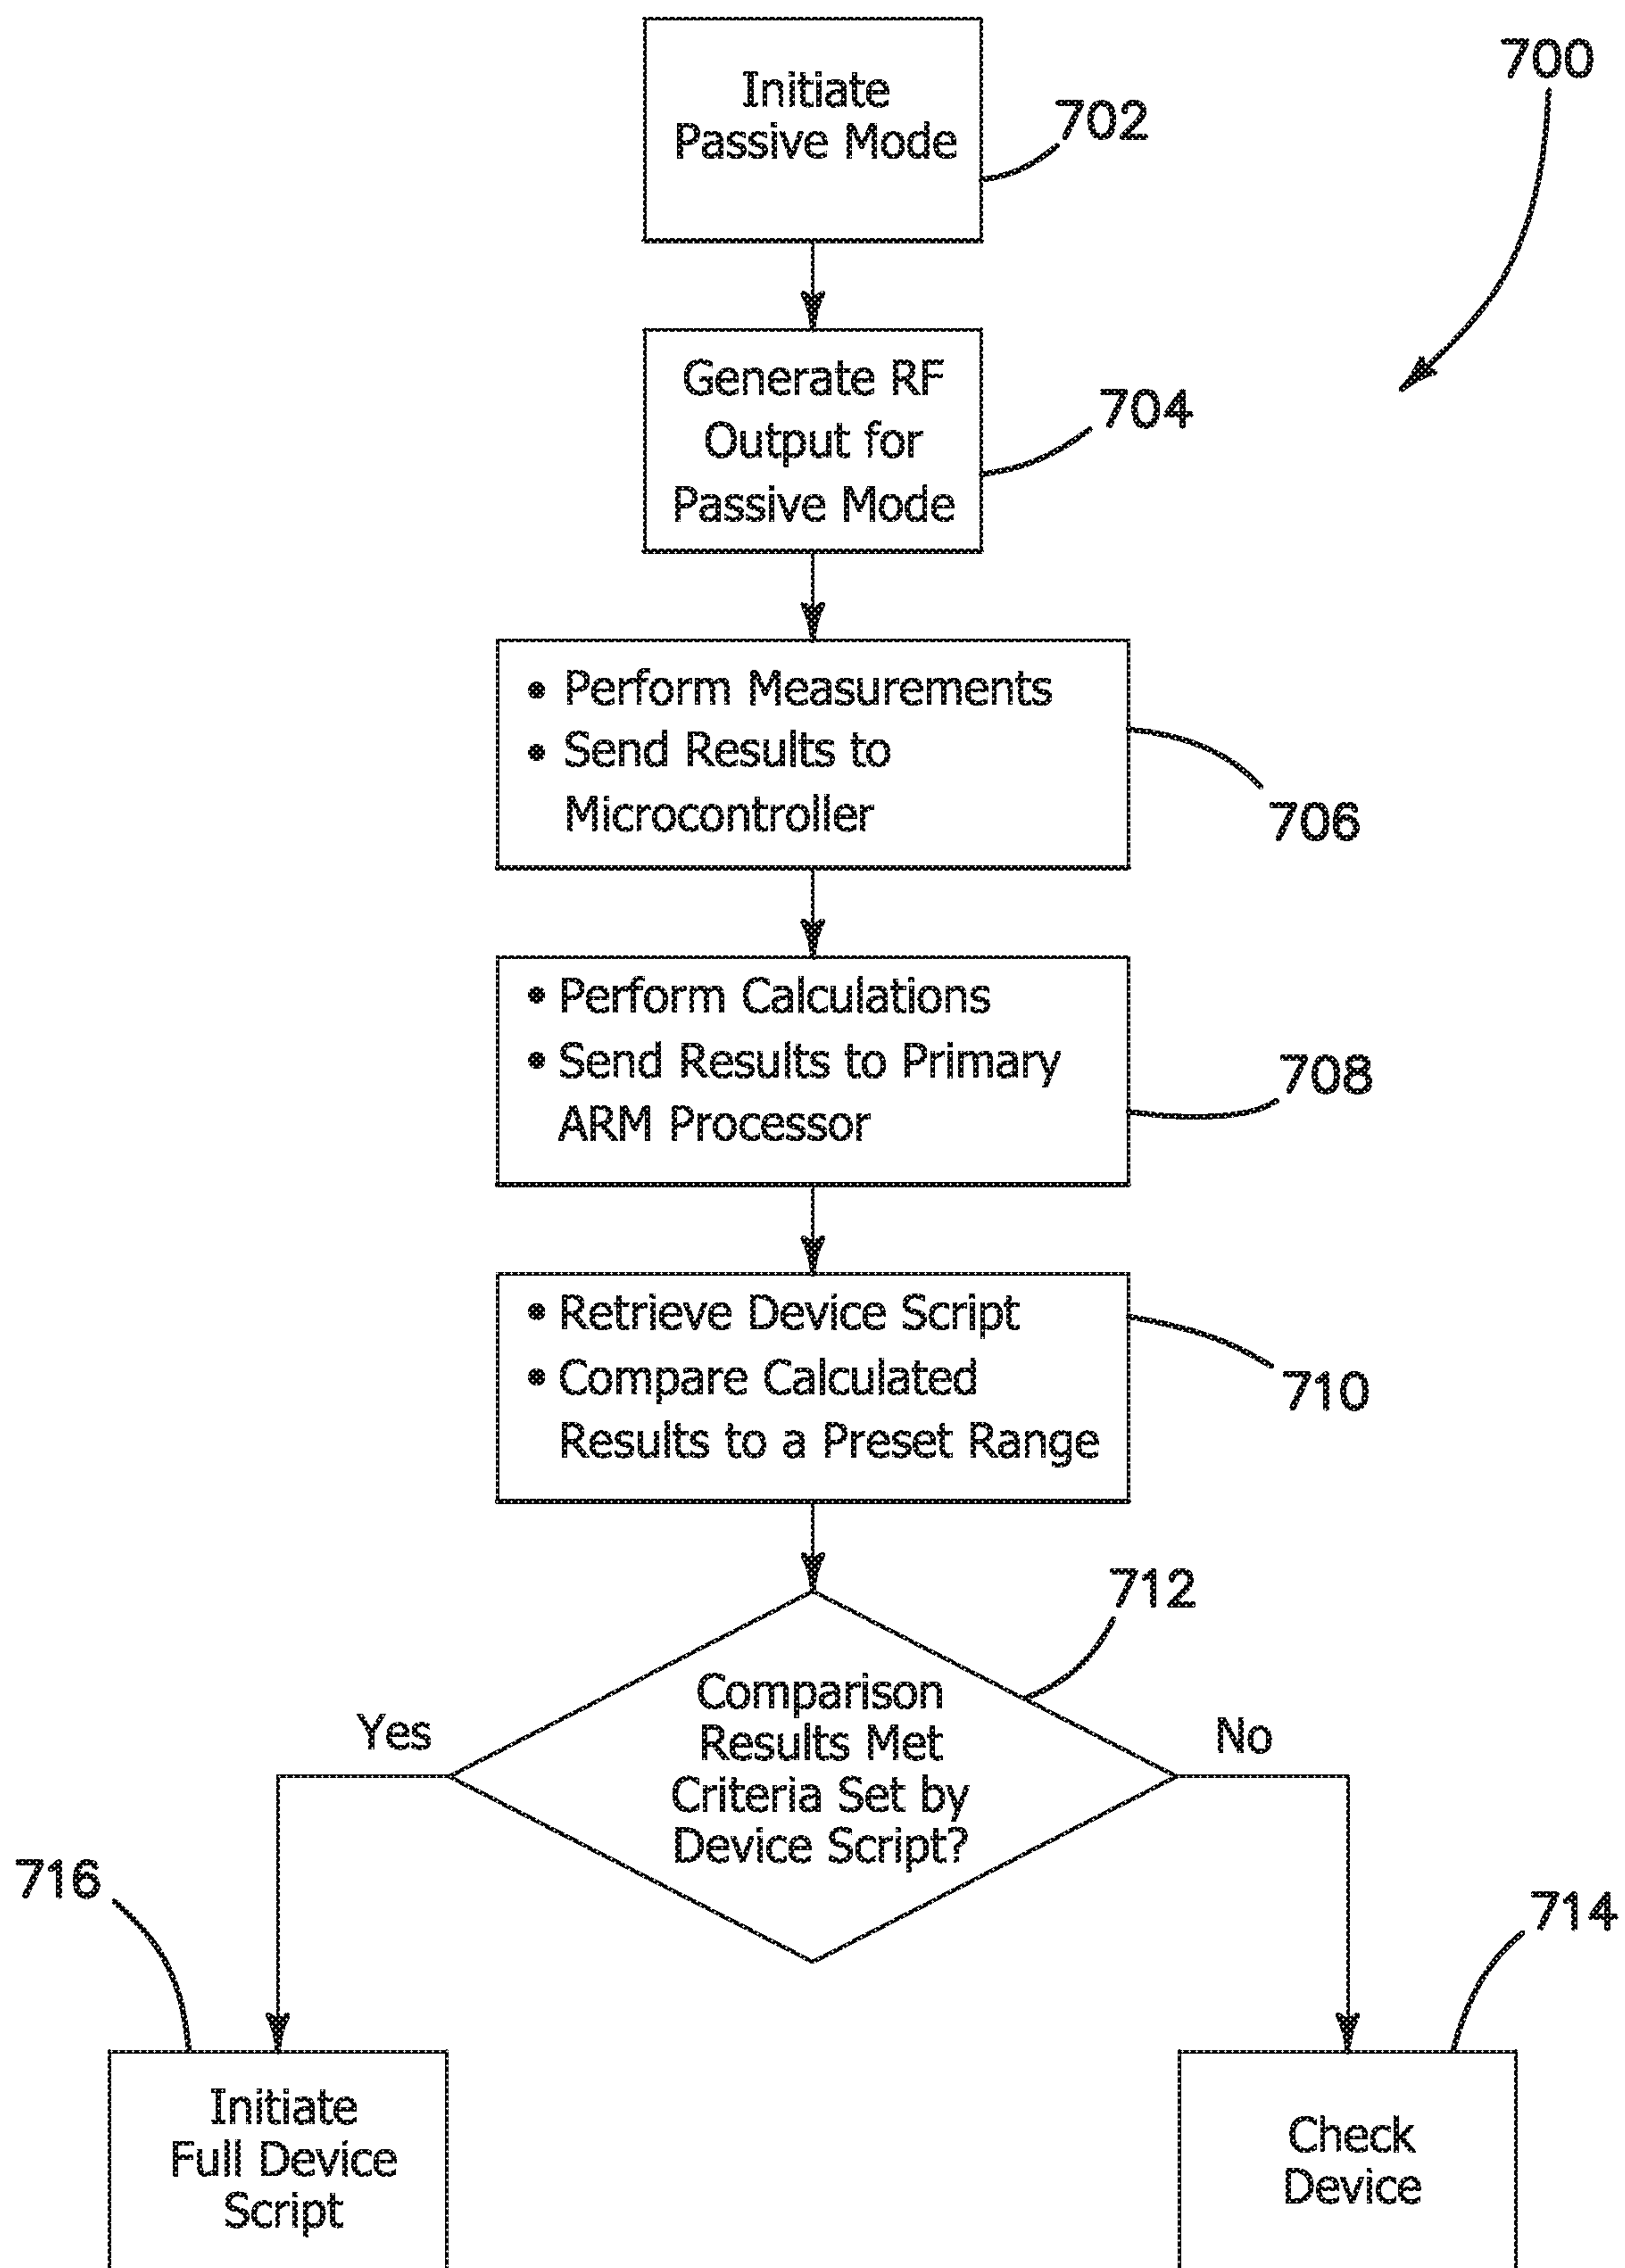 700
Initiate
Passive Mode
702
Generate RF
Output for
Passive Mode
704
• Perform Measurements
• Send Results to
Microcontroller
706
• Perform Calculations
• Send Results to Primary
ARM Processor
708
• Retrieve Device Script
• Compare Calculated
Results to a Preset Range
710
712
Comparison
Results Met
Criteria Set by
Device Script?
Yes
No
716
714
Initiate
Full Device
Script
Check
Device